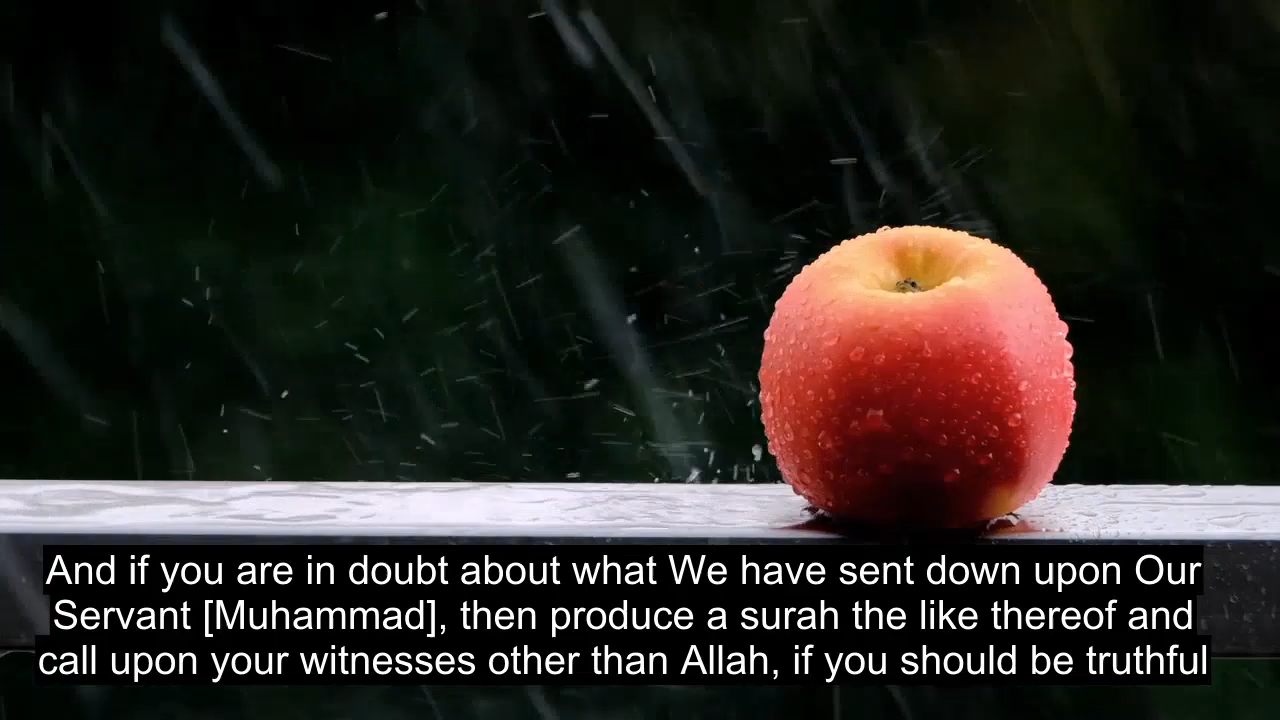 And if you are in doubt about what We have sent down upon Our
Servant [Muhammad], then produce a surah the like thereof and
call upon your witnesses other than Allah, if you should be truthful